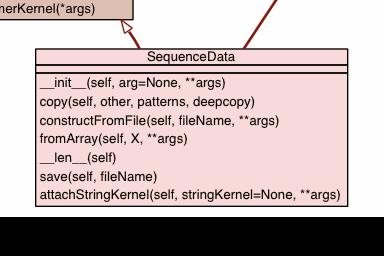 merKernel(*args)
SequenceData
__init__(self, arg=None, **args)
copy(self, other, patterns, deepcopy)
constructFromFile(self, fileName, **args)
fromArray(self, X, **args)
__len__(self)
save(self, fileName)
attachStringKernel(self, stringKernel=None, **args)